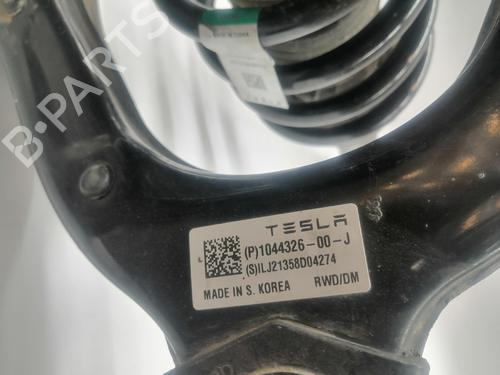 B-PARTS
TESLA
(P)1044326-00-J
(S)ILJ21358D04274
MADE IN S. KOREA RWD/DM